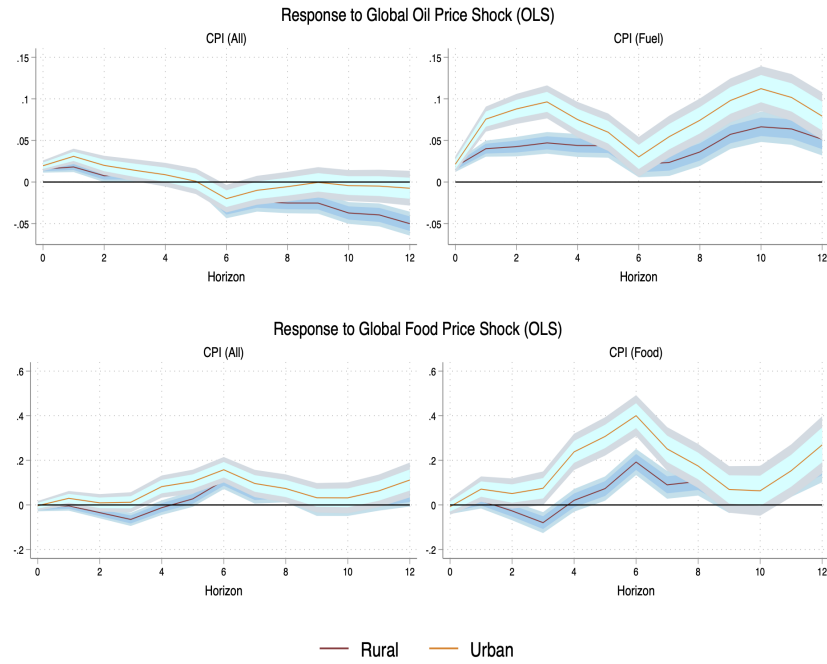 Response to Global Oil Price Shock (OLS)
CPI (All)
CPI (Fuel)
.15
.1
.05
0
-.05
0 2 4 6 8 10 12
Horizon
.15
.1
.05
0
-.05
0 2 4 6 8 10 12
Horizon
Response to Global Food Price Shock (OLS)
CPI (All)
CPI (Food)
.6
.4
.2
0
-.2
0 2 4 6 8 10 12
Horizon
.6
.4
.2
0
-.2
0 2 4 6 8 10 12
Horizon
Rural Urban